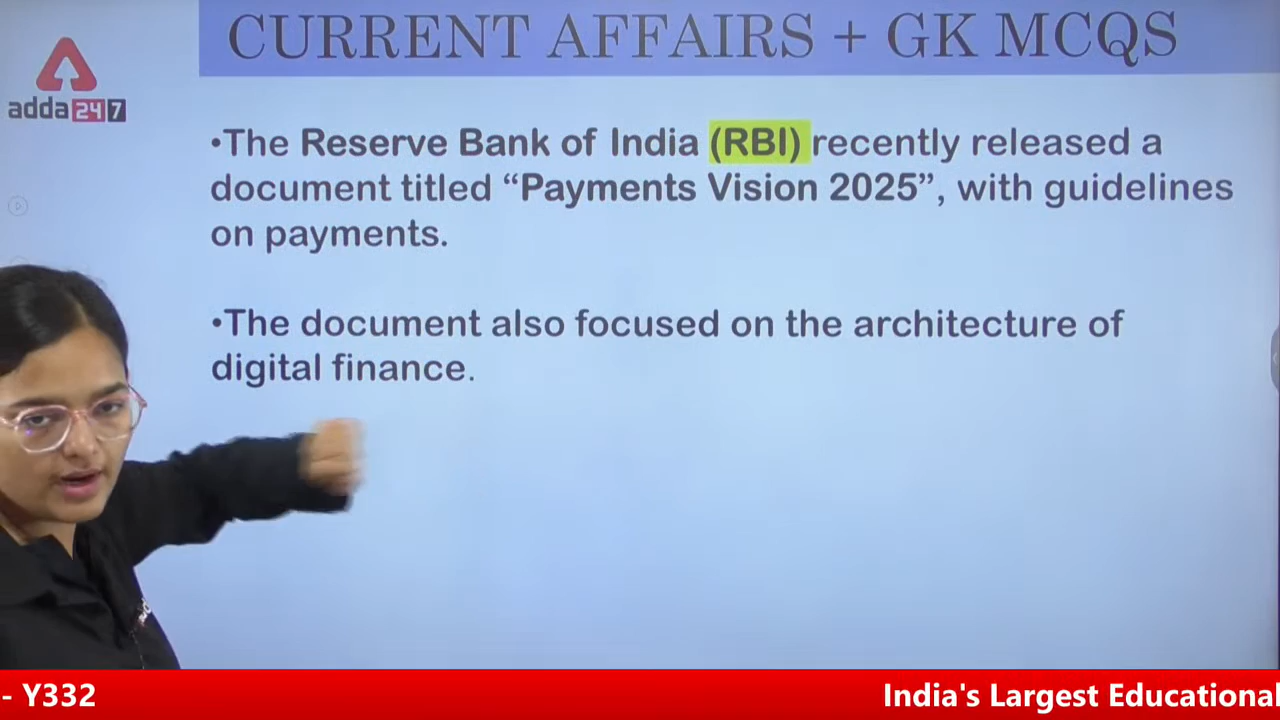 CURRENT AFFAIRS + GK MCQS
adda247
•The Reserve Bank of India (RBI) recently released a
document titled “Payments Vision 2025”, with guidelines
on payments.
•The document also focused on the architecture of
digital finance.
- Y332
India's Largest Educational